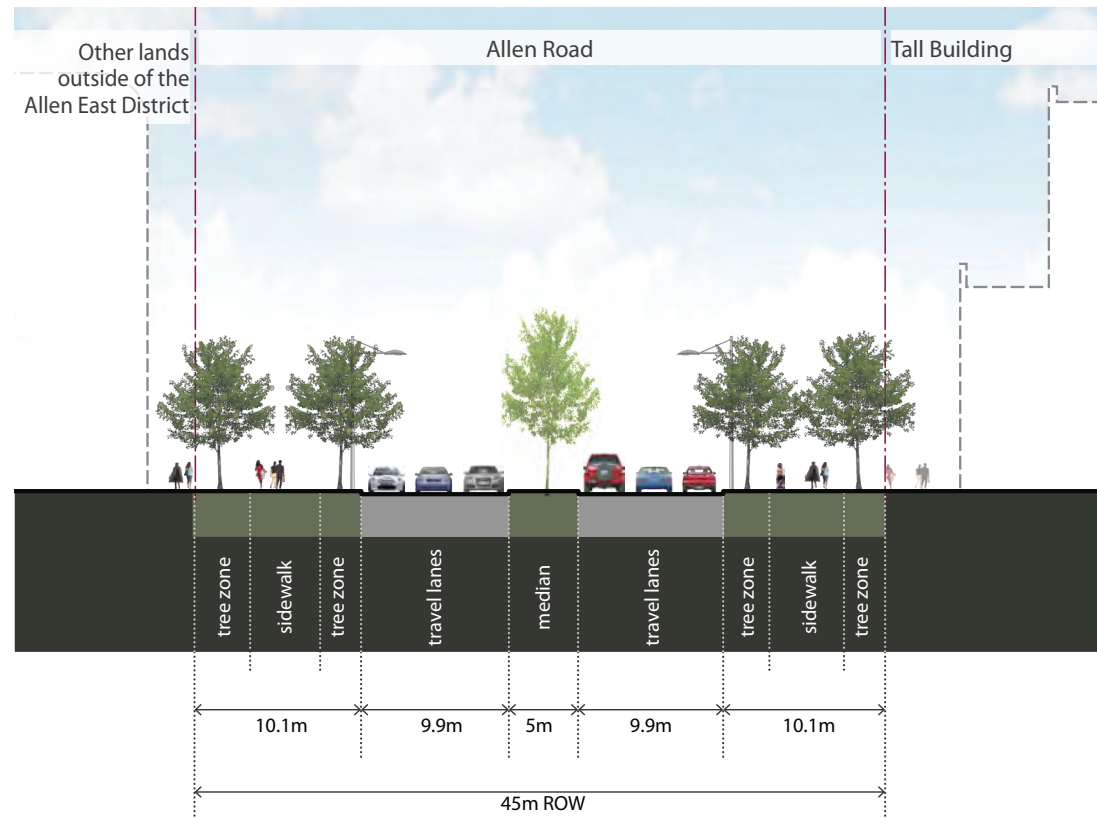 Other lands
outside of the
Allen East District
Allen Road
Tall Building
tree zone
sidewalk
tree zone
travel lanes
median
travel lanes
tree zone
sidewalk
tree zone
10.1m
9.9m
5m
9.9m
10.1m
45m ROW